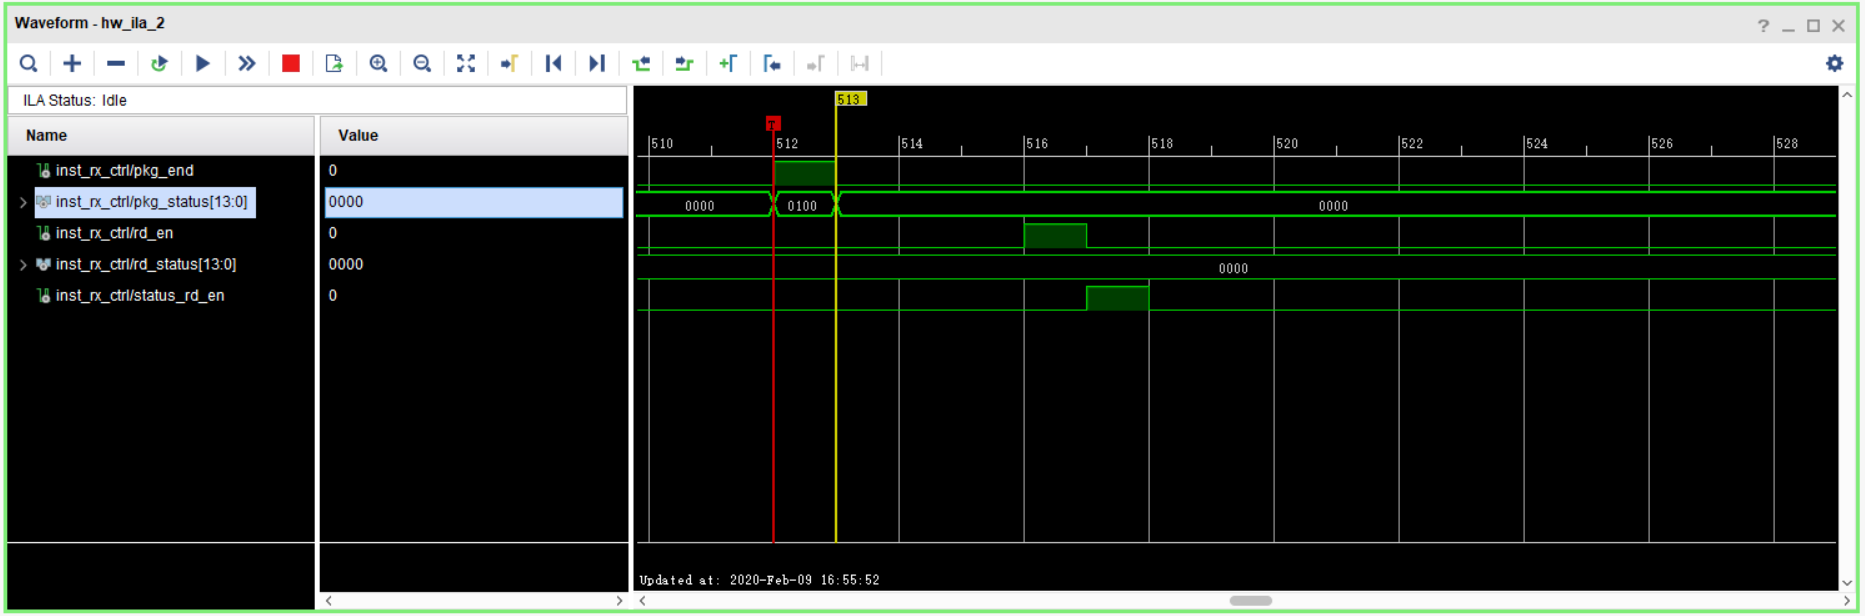 Waveform - hw_ila_2
?
ILA Status: Idle
Name Value
inst_rx_ctrl/pkg_end 0
inst_rx_ctrl/pkg_status[13:0] 0000
inst_rx_ctrl/rd_en 0
inst_rx_ctrl/rd_status[13:0] 0000
inst_rx_ctrl/status_rd_en 0
513
T
510 512 514 516 518 520 522 524 526 528
0000 0100 0000
0000
Updated at: 2020-Feb-09 16:55:52